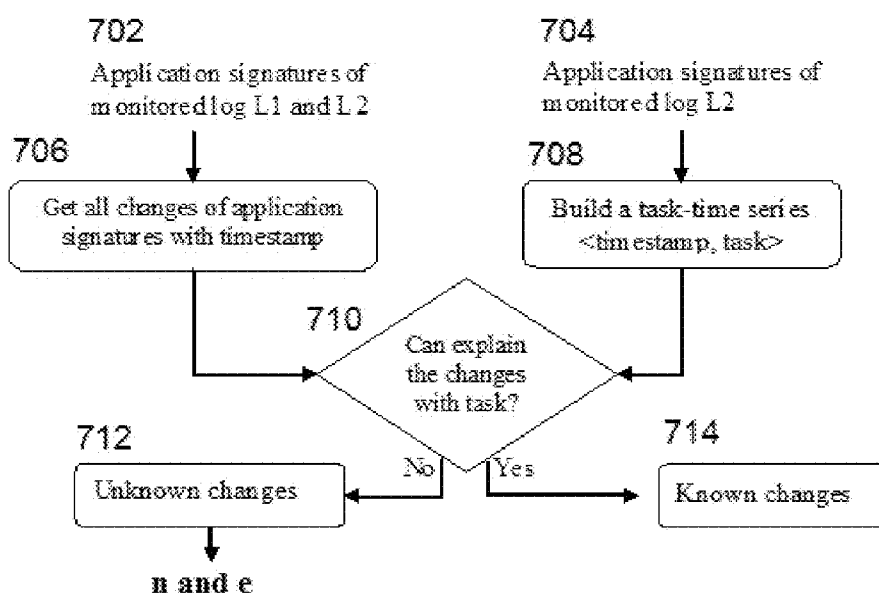 702
Application signatures of
monitored log L1 and L2
704
Application signatures of
monitored log L2
706
Get all changes of application
signatures with timestamp
708
Build a task-time series
<timestamp, task>
710
Can explain
the changes
with task?
712
No
Yes
714
Unknown changes
Known changes
n and e